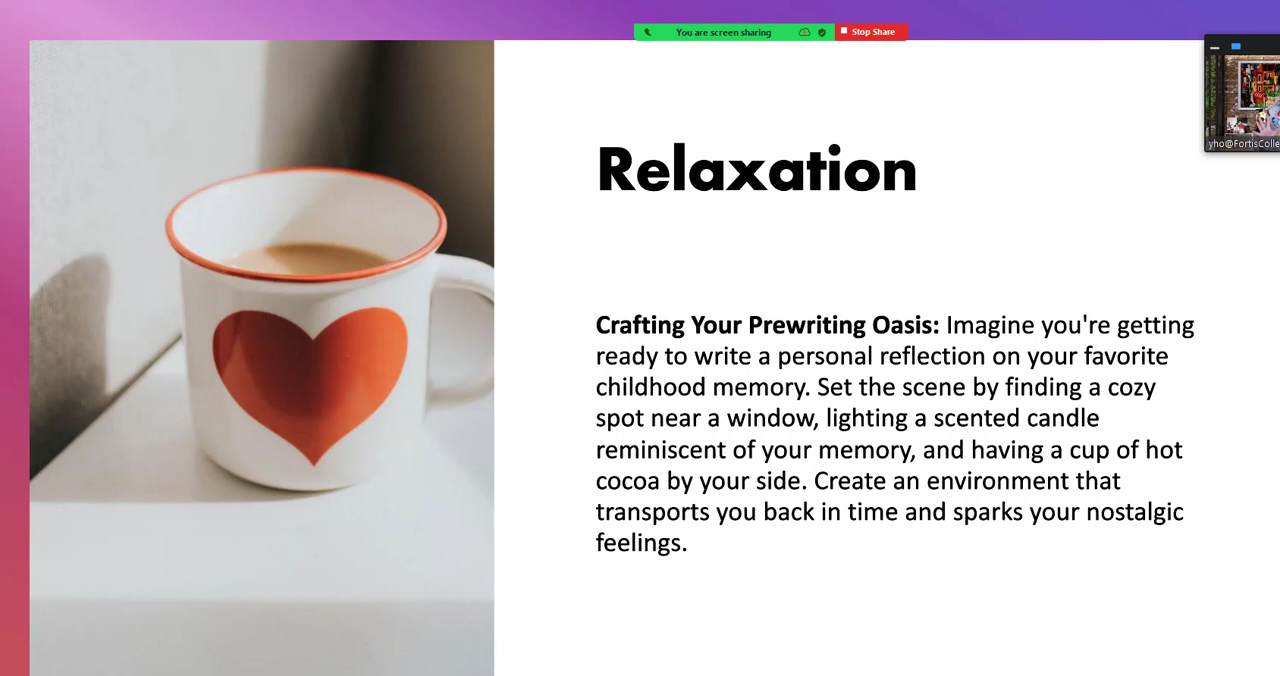 You are screen sharing
Stop Share
yho@FortisColle
Relaxation
Crafting Your Prewriting Oasis: Imagine you're getting
ready to write a personal reflection on your favorite
childhood memory. Set the scene by finding a cozy
spot near a window, lighting a scented candle
reminiscent of your memory, and having a cup of hot
cocoa by your side. Create an environment that
transports you back in time and sparks your nostalgic
feelings.